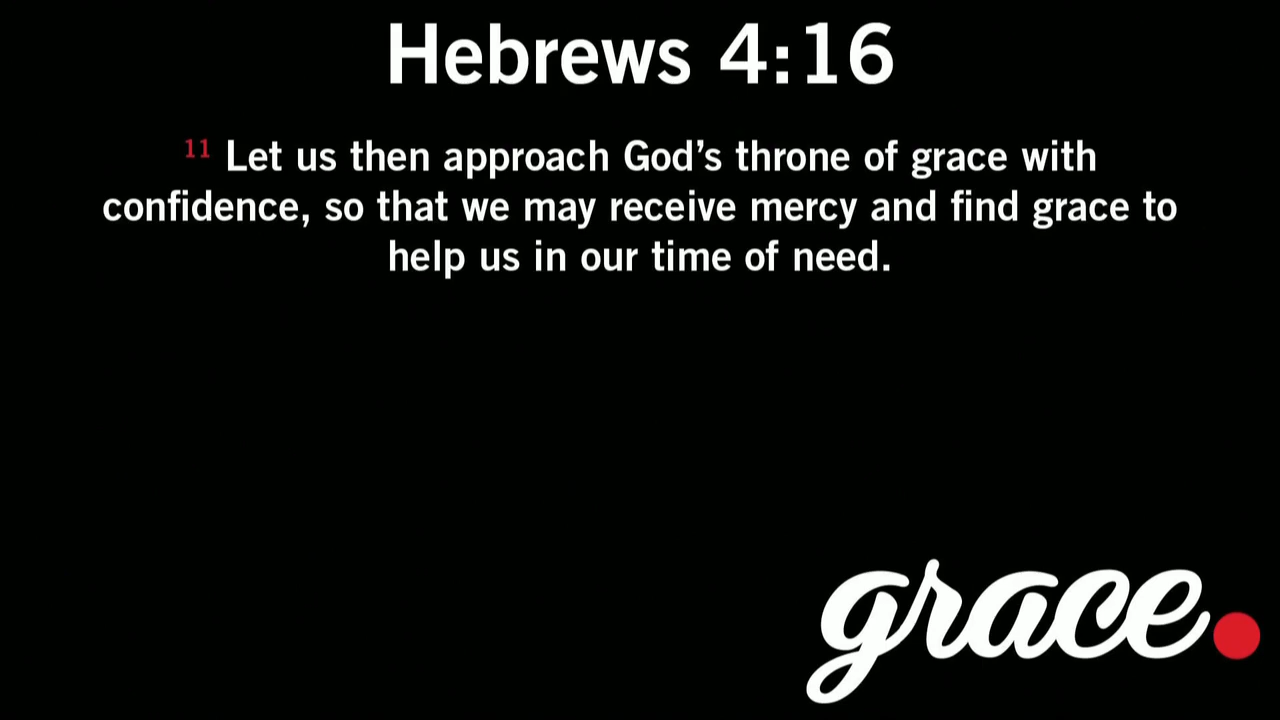 Hebrews 4:16
11 Let us then approach God’s throne of grace with
confidence, so that we may receive mercy and find grace to
help us in our time of need.
grace.